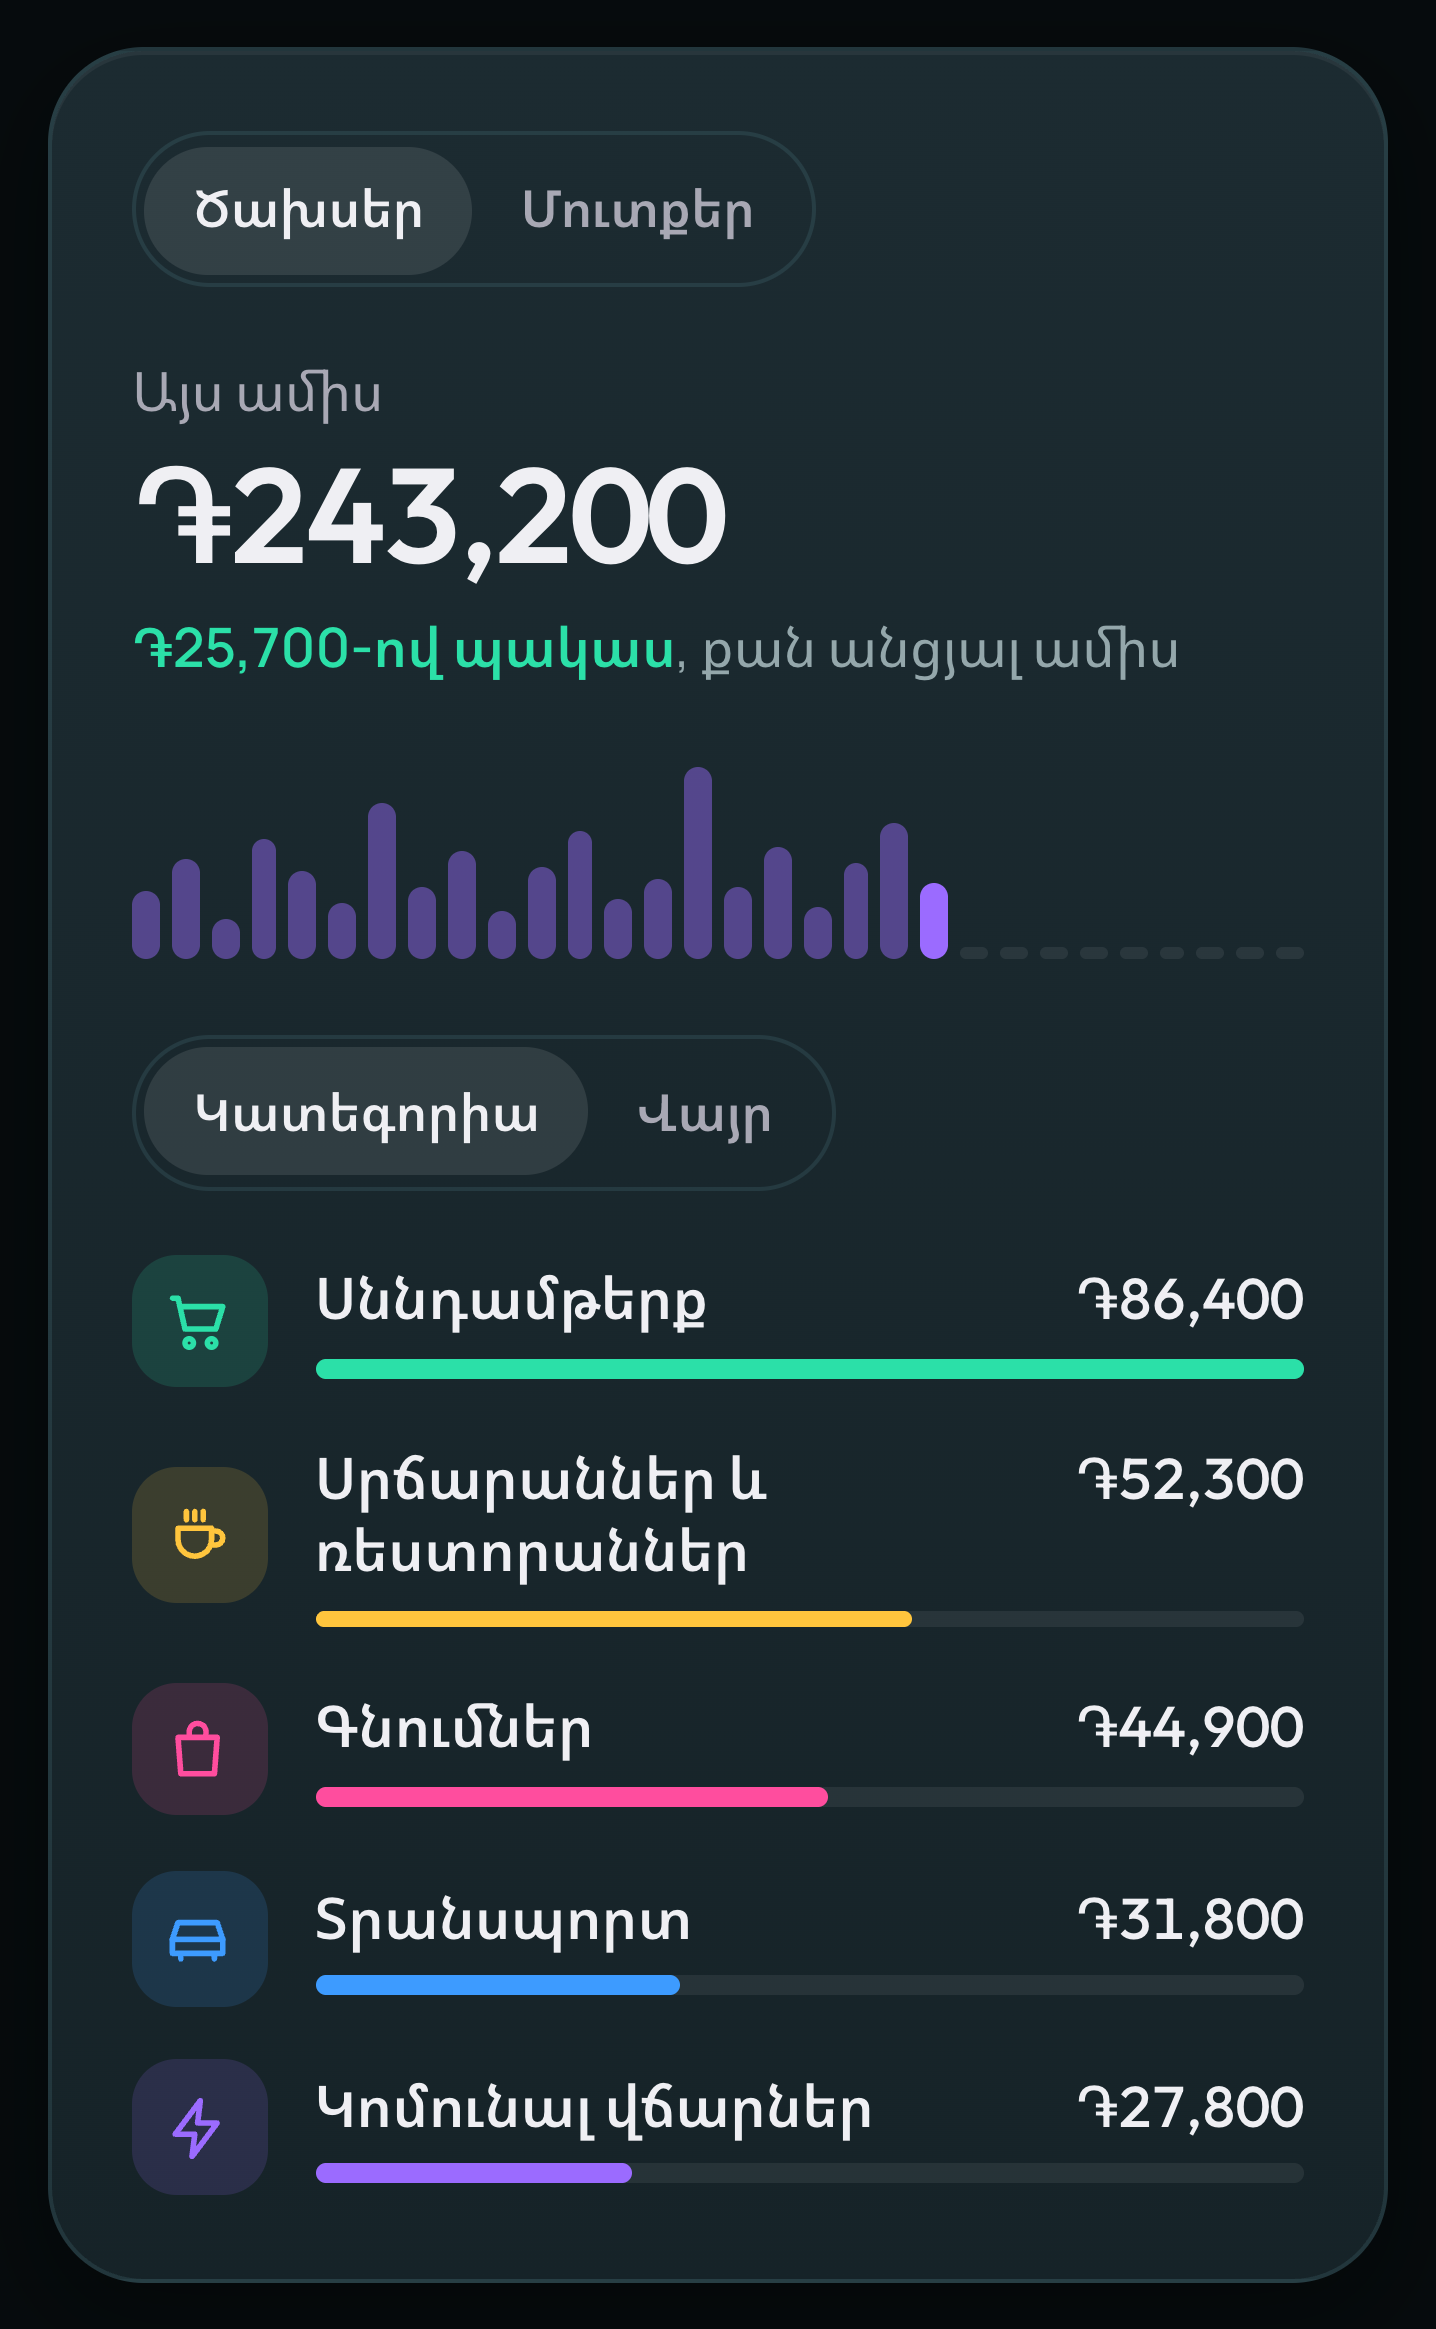 Ծախսեր Մուտքեր
Այս ամիս
֏243,200
֏25,700-ով պակաս, քան անցյալ ամիս
Կատեգորիա Վայր
Սննդամթերք ֏86,400
Սրճարաններ և ֏52,300
ռեստորաններ
Գնումներ ֏44,900
Տրանսպորտ ֏31,800
Կոմունալ վճարներ ֏27,800